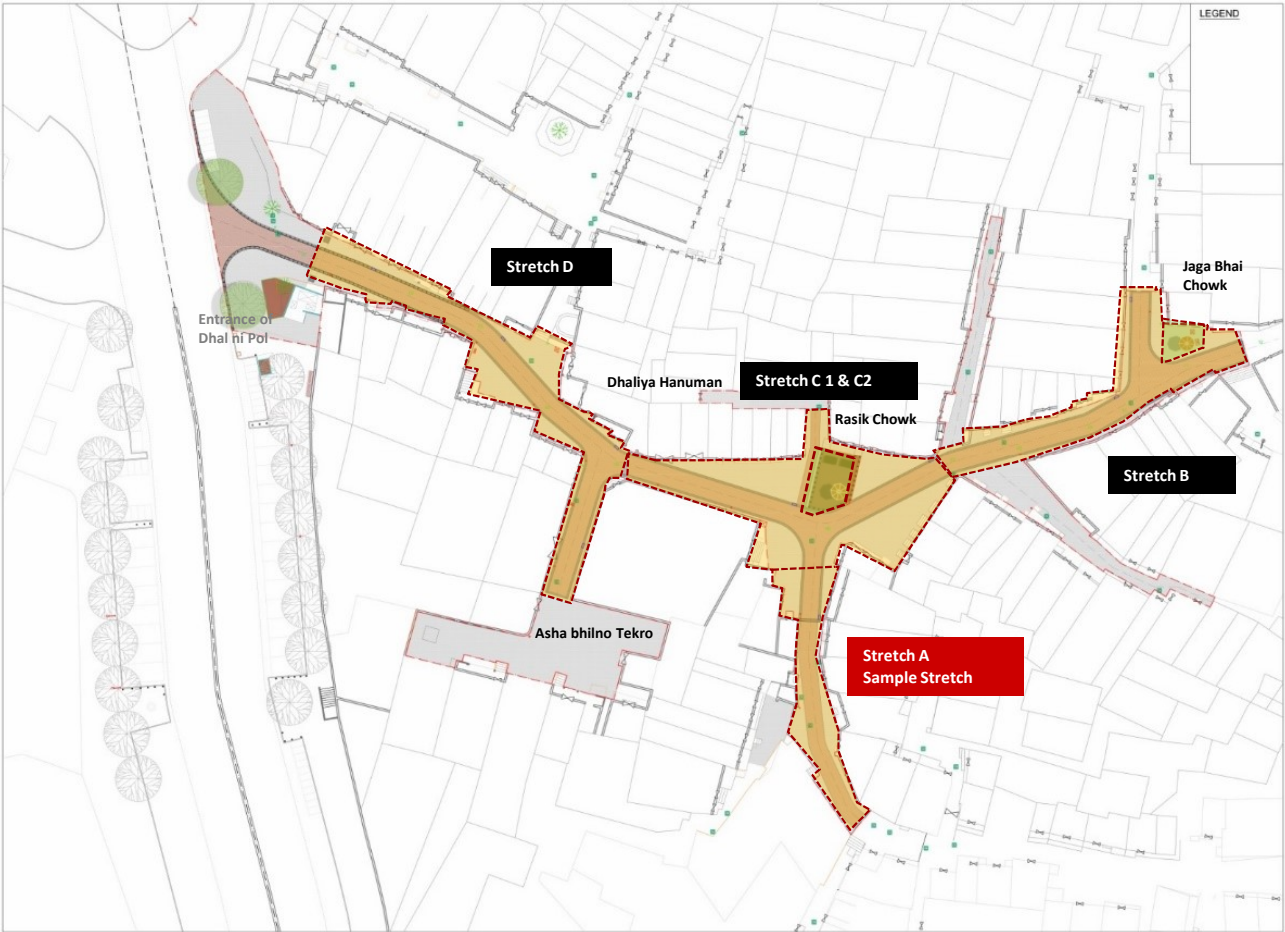 LEGEND
Stretch D
Jaga Bhai
Chowk
Entrance of
Dhal ni Pol
Dhaliya Hanuman
Stretch C 1 & C2
Rasik Chowk
Stretch B
Asha bhilno Tekro
Stretch A
Sample Stretch